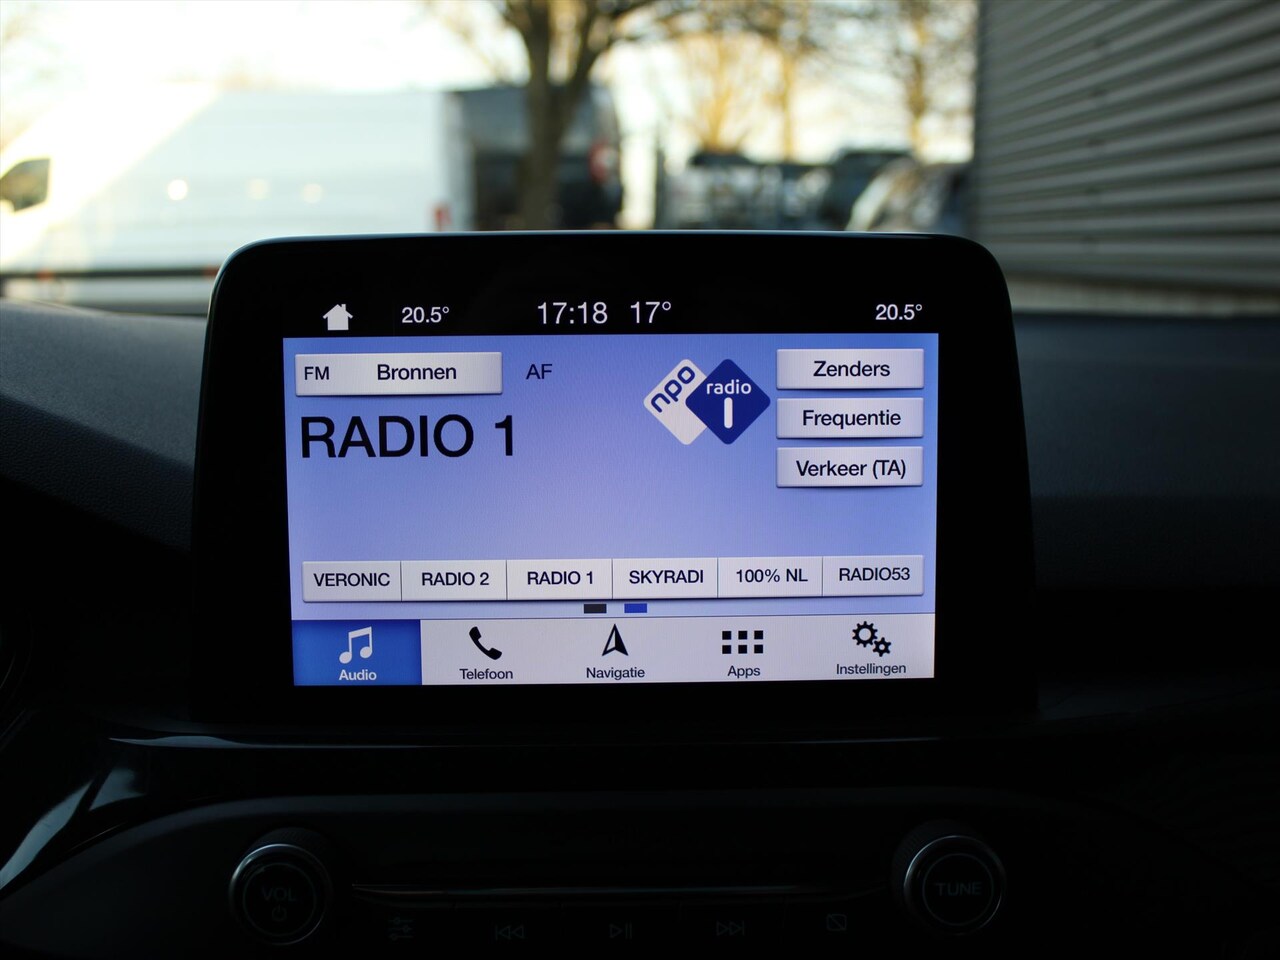 20.5° 17:18 17° 20.5°
FM Bronnen AF
npo radio 1
Zenders
RADIO 1
Frequentie
Verkeer (TA)
VERONIC RADIO 2 RADIO 1 SKYRADI 100% NL RADIO53
Audio Telefoon Navigatie Apps Instellingen
VOL TUNE